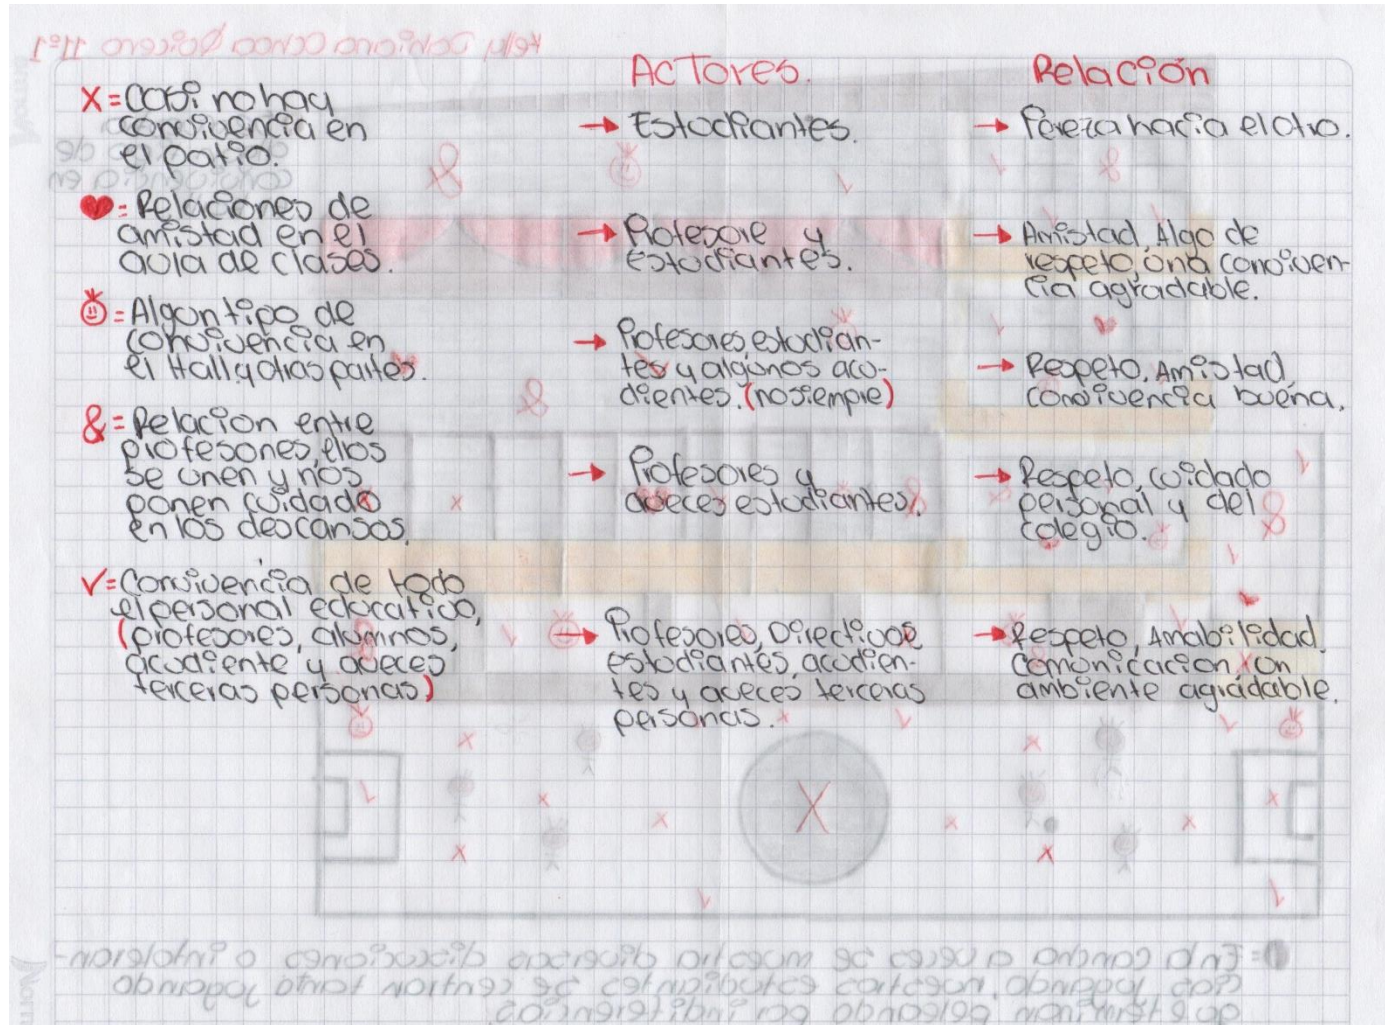 ACTORES.
Relación
X = Casi no hay
convivencia en
el patio.
→ Estudiantes.
→ Pereza hacia el otro.
♥ = Relaciones de
amistad en el
aula de clases.
→ Profesore y
estudiantes.
→ Amistad, Algo de
respeto, una conviven-
cia agradable.
= Algun tipo de
convivencia en
el Hall y otras partes.
→ Profesores, estudian-
tes y algunos acu-
dientes. (no siempre)
→ Respeto, Amistad,
convivencia buena.
& = Relacion entre
profesores, ellos
se unen y nos
ponen cuidado
en los descansos.
→ Profesores y
aveces estudiantes.
→ Respeto, cuidado
personal y del
colegio.
✓ = Convivencia de todo
el personal educativo,
(profesores, alumnos,
acudiente y aveces
terceras personas)
→ Profesores, Directivos
estudiantes, acudien-
tes y aveces terceras
personas.
→ Respeto, Amabilidad
Comunicacion y un
ambiente agradable.